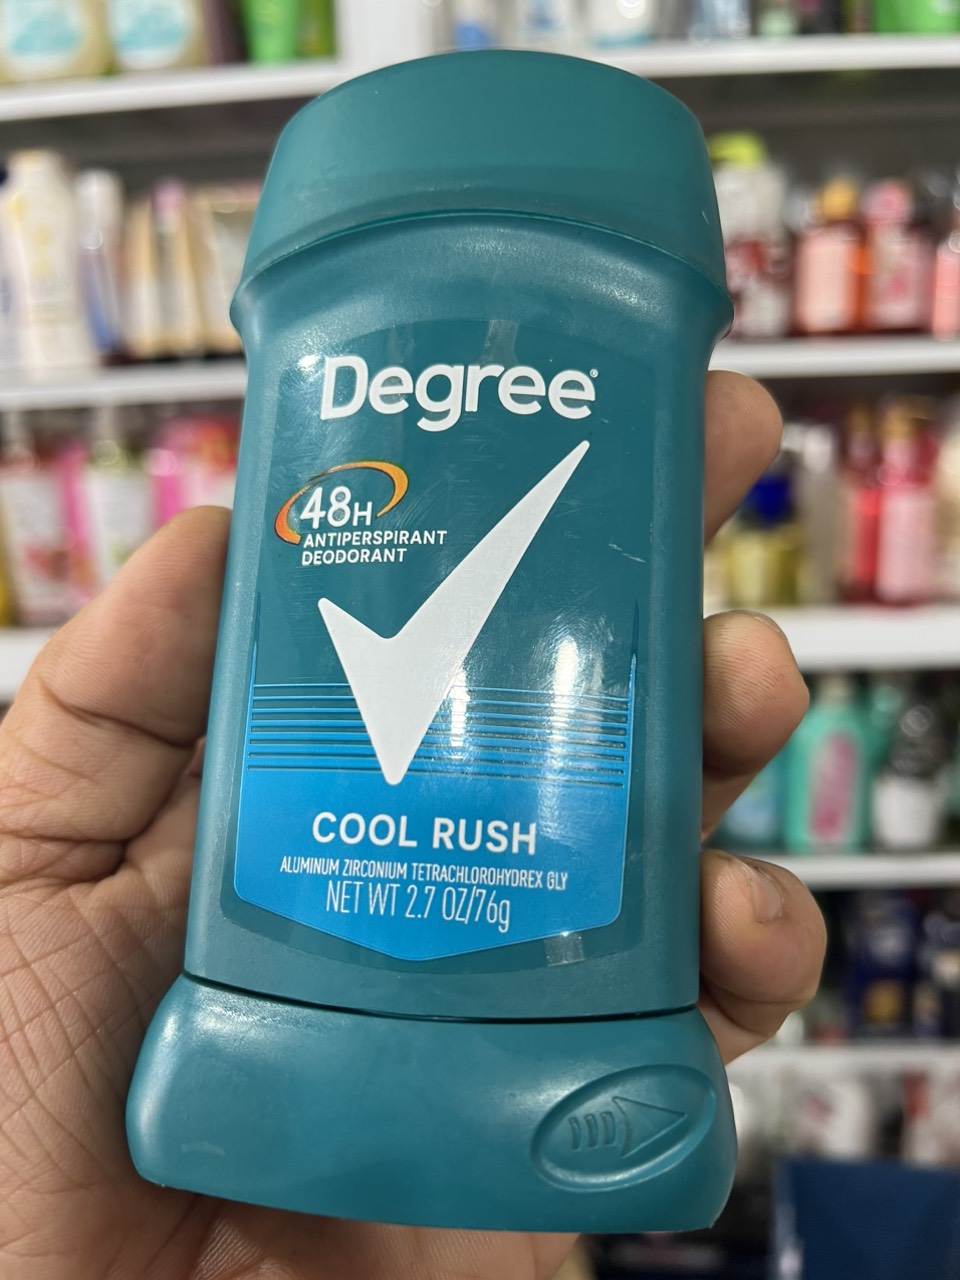 Degree®
48H
ANTIPERSPIRANT
DEODORANT
COOL RUSH
ALUMINUM ZIRCONIUM TETRACHLOROHYDREX GLY
NET WT 2.7 OZ/76g